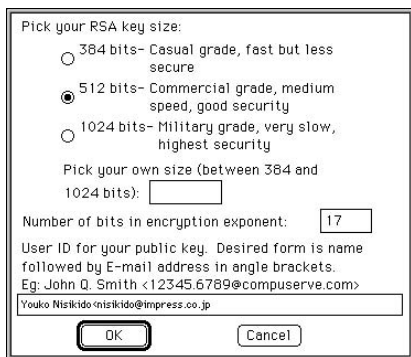 Pick your RSA key size:
384 bits- Casual grade, fast but less
secure
512 bits- Commercial grade, medium
speed, good security
1024 bits- Military grade, very slow,
highest security
Pick your own size (between 384 and
1024 bits):
Number of bits in encryption exponent: 17
User ID for your public key. Desired form is name
followed by E-mail address in angle brackets.
Eg: John Q. Smith <12345.6789@compuserve.com>
Youko Nisikido<nisikido@impress.co.jp
OK Cancel